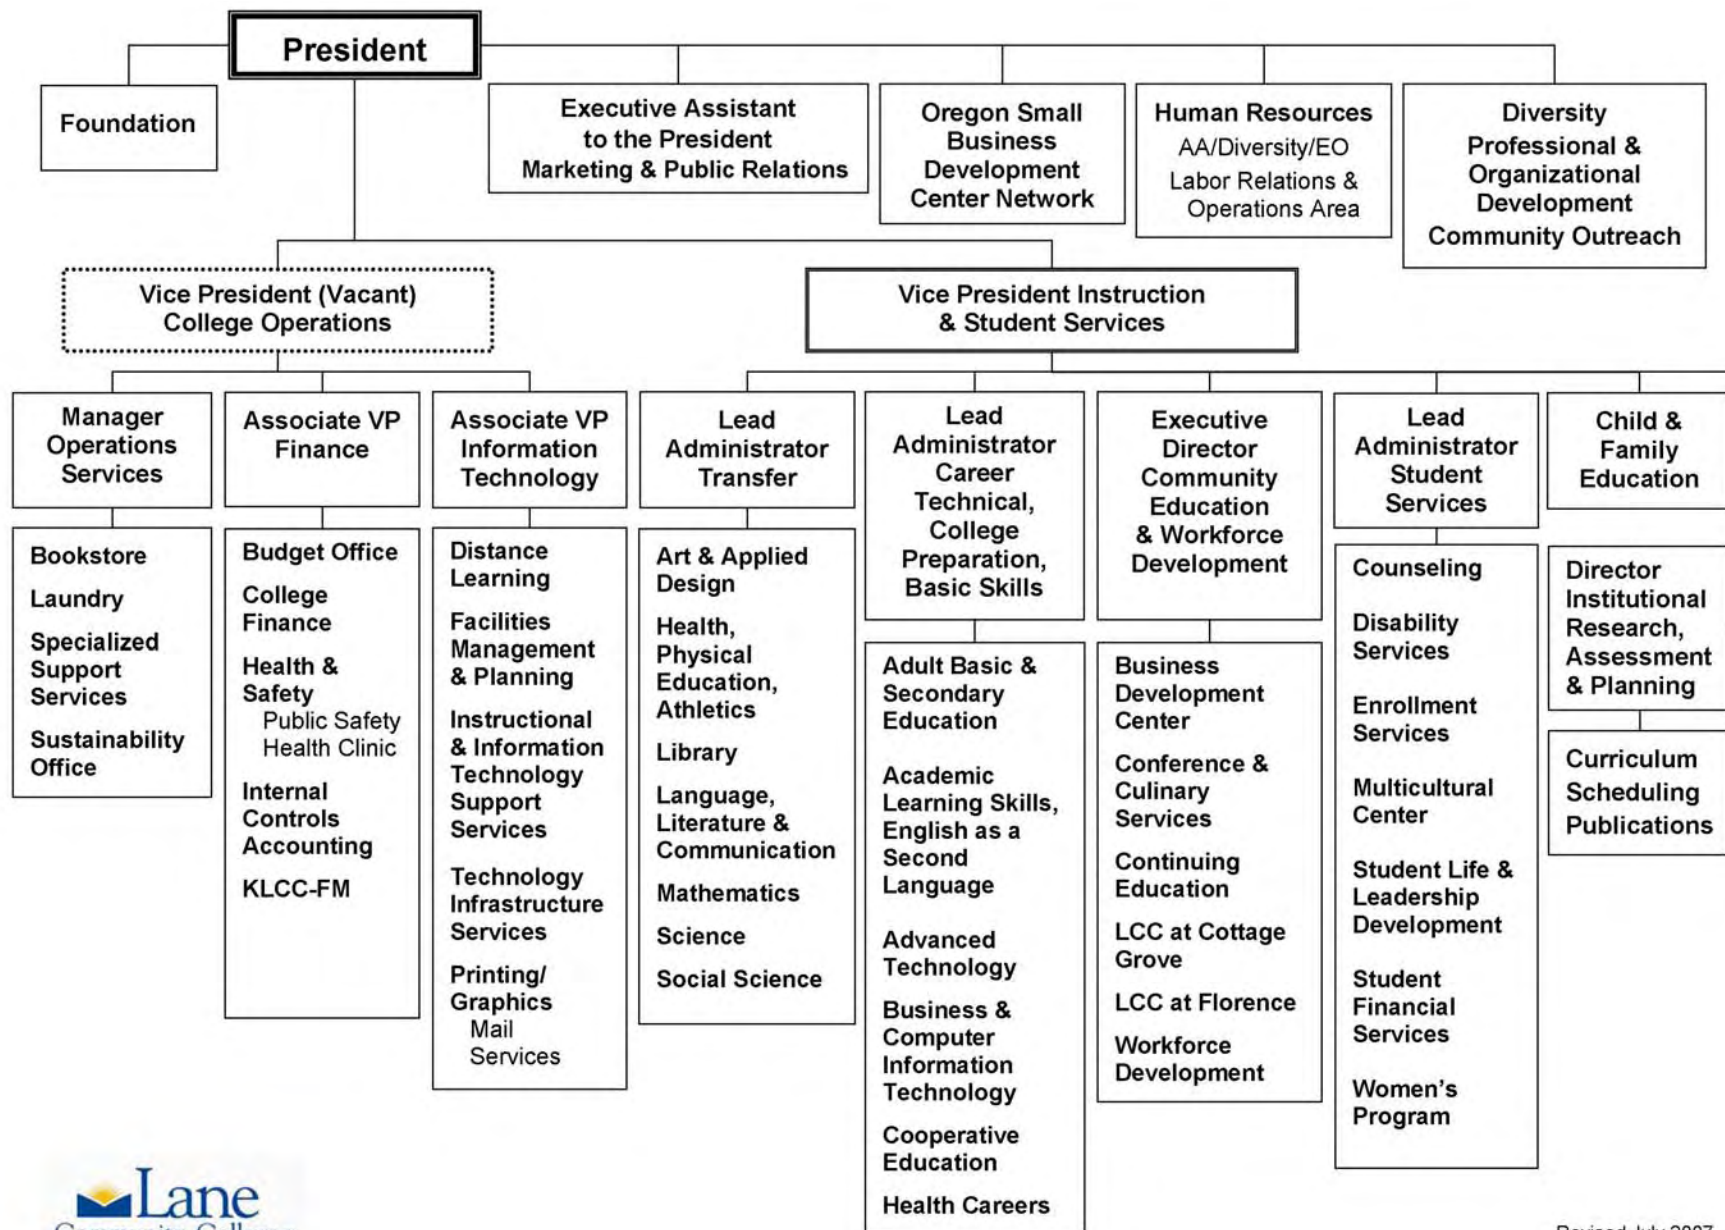 President
Foundation
Executive Assistant
to the President
Marketing & Public Relations
Oregon Small
Business
Development
Center Network
Human Resources
AA/Diversity/EO
Labor Relations &
Operations Area
Diversity
Professional &
Organizational
Development
Community Outreach
Vice President (Vacant)
College Operations
Vice President Instruction
& Student Services
Manager
Operations
Services
Associate VP
Finance
Associate VP
Information
Technology
Lead
Administrator
Transfer
Lead
Administrator
Career
Technical,
College
Preparation,
Basic Skills
Executive
Director
Community
Education
& Workforce
Development
Lead
Administrator
Student
Services
Child &
Family
Education
Bookstore
Laundry
Specialized
Support
Services
Sustainability
Office
Budget Office
College
Finance
Health &
Safety
Public Safety
Health Clinic
Internal
Controls
Accounting
KLCC-FM
Distance
Learning
Facilities
Management
& Planning
Instructional
& Information
Technology
Support
Services
Technology
Infrastructure
Services
Printing/
Graphics
Mail
Services
Art & Applied
Design
Health,
Physical
Education,
Athletics
Library
Language,
Literature &
Communication
Mathematics
Science
Social Science
Adult Basic &
Secondary
Education
Academic
Learning Skills,
English as a
Second
Language
Advanced
Technology
Business &
Computer
Information
Technology
Cooperative
Education
Health Careers
Business
Development
Center
Conference &
Culinary
Services
Continuing
Education
LCC at Cottage
Grove
LCC at Florence
Workforce
Development
Counseling
Disability
Services
Enrollment
Services
Multicultural
Center
Student Life &
Leadership
Development
Student
Financial
Services
Women's
Program
Director
Institutional
Research,
Assessment
& Planning
Curriculum
Scheduling
Publications
Lane
Community College
Revised July 2007